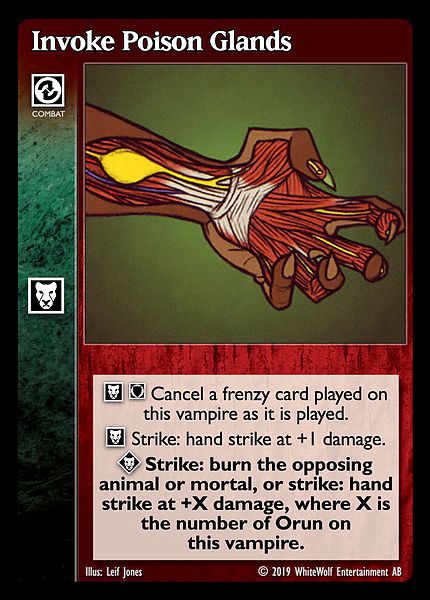 Invoke Poison Glands
COMBAT
Cancel a frenzy card played on
this vampire as it is played.
Strike: hand strike at +1 damage.
Strike: burn the opposing
animal or mortal, or strike: hand
strike at +X damage, where X is
the number of Orun on
this vampire.
Illus: Leif Jones © 2019 WhiteWolf Entertainment AB